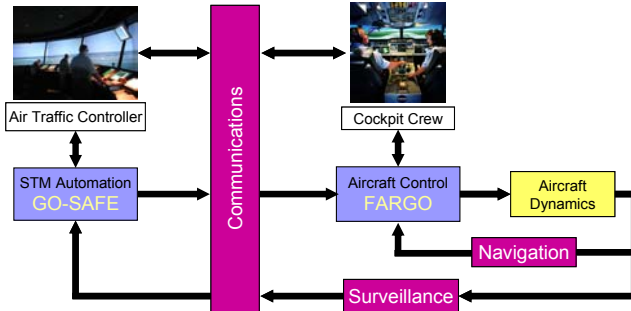 Air Traffic Controller
Communications
Cockpit Crew
STM Automation
GO-SAFE
Aircraft Control
FARGO
Aircraft
Dynamics
Navigation
Surveillance